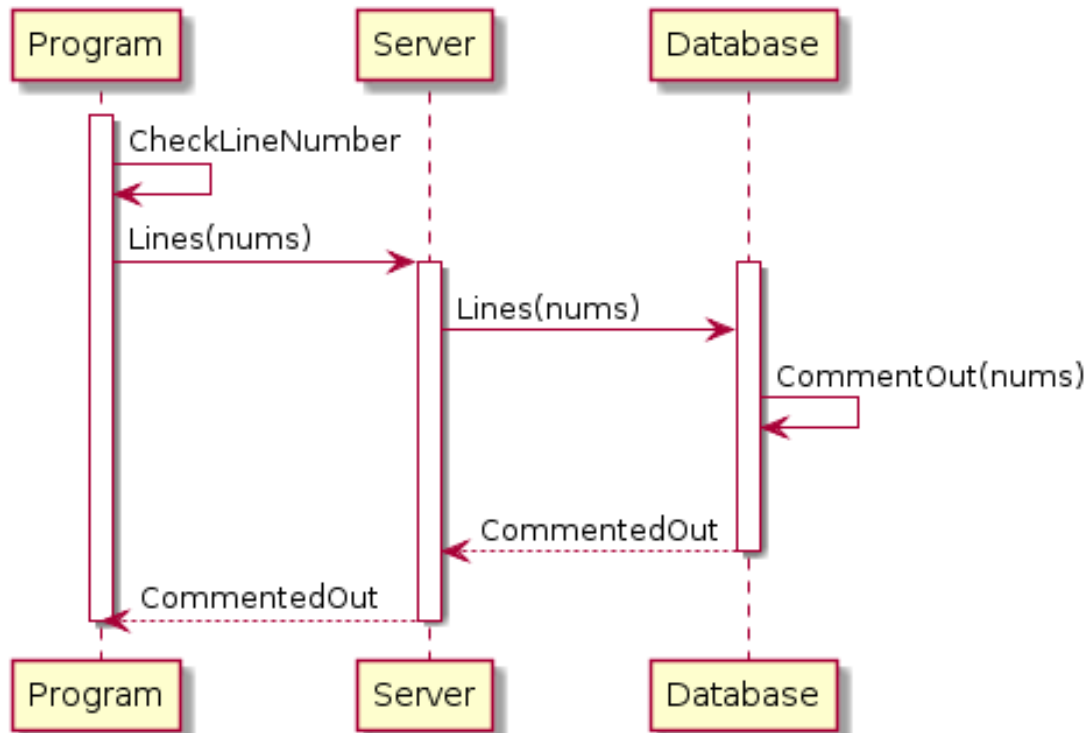 Program
Server
Database
CheckLineNumber
Lines(nums)
Lines(nums)
CommentOut(nums)
CommentedOut
CommentedOut
Program
Server
Database